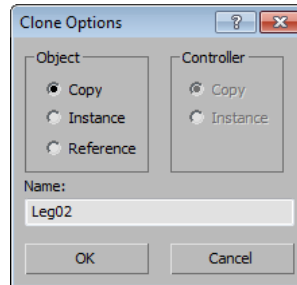 Clone Options
Object
Copy
Instance
Reference
Controller
Copy
Instance
Name:
Leg02
OK
Cancel